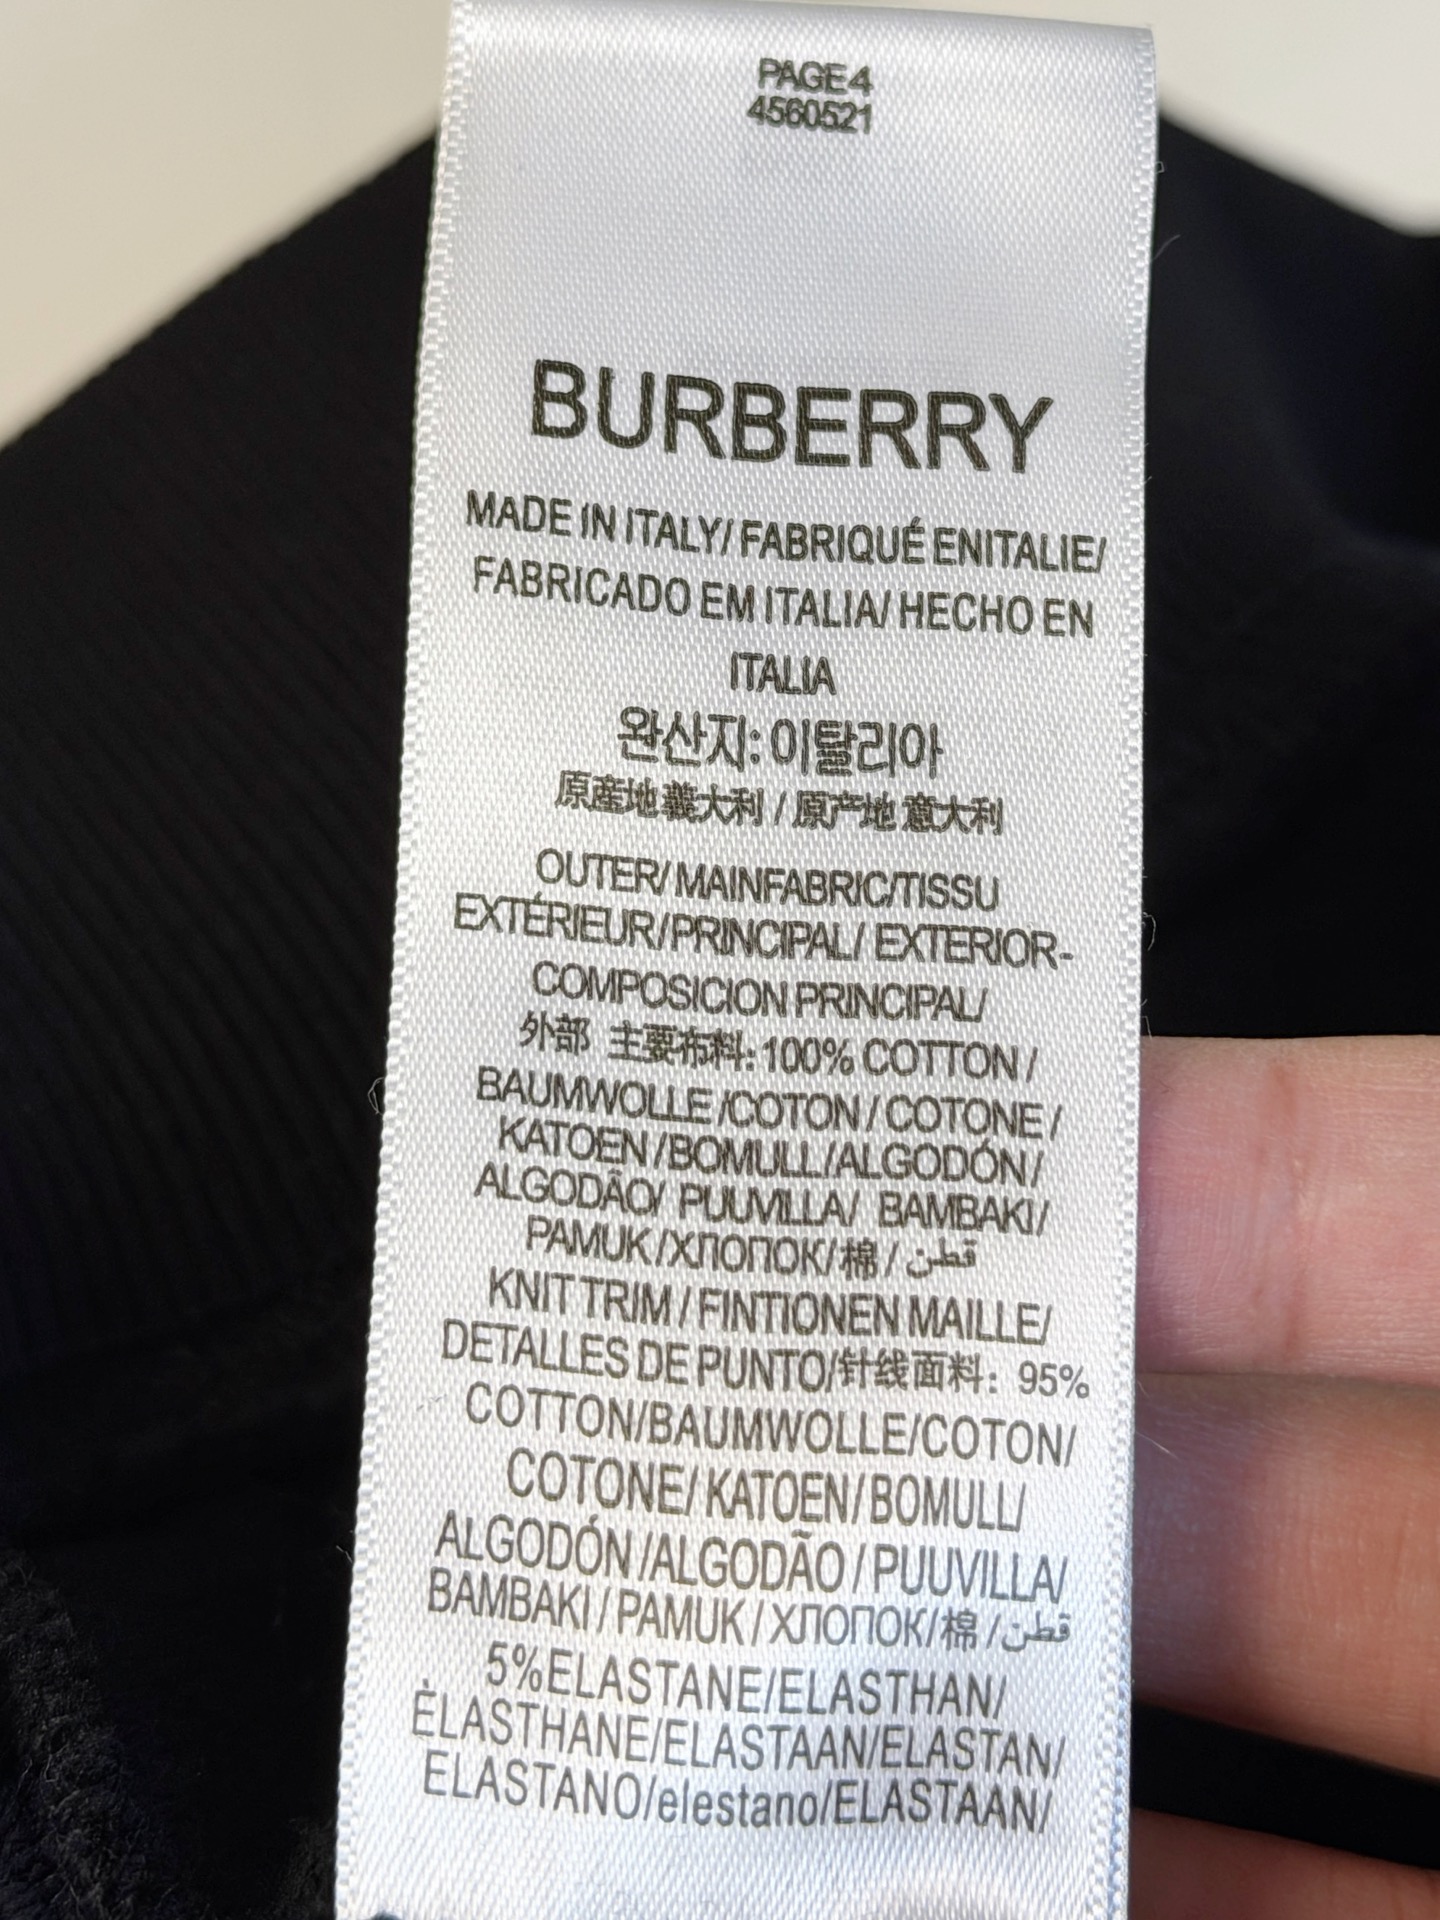 PAGE4
4560521
BURBERRY
MADE IN ITALY/ FABRIQUÉ ENITALIE/
FABRICADO EM ITALIA/ HECHO EN
ITALIA
완산지: 이탈리아
原產地義大利 / 原产地 意大利
OUTER/ MAINFABRIC/TISSU
EXTÉRIEUR/PRINCIPAL/ EXTERIOR-
COMPOSICION PRINCIPAL/
外部 主要布料: 100% COTTON /
BAUMWOLLE /COTON / COTONE /
KATOEN /BOMULL/ALGODÓN /
ALGODÃO/ PUUVILLA/ BAMBAKI/
PAMUK /ХЛОПОК/ 棉 / قطن
KNIT TRIM / FINTIONEN MAILLE/
DETALLES DE PUNTO/针线面料: 95%
COTTON/BAUMWOLLE/COTON/
COTONE/ KATOEN/ BOMULL/
ALGODÓN /ALGODÃO / PUUVILLA/
BAMBAKI / PAMUK / ХЛОПОК/ 棉 / قطن
5%ELASTANE/ELASTHAN/
ÈLASTHANE/ELASTAAN/ELASTAN/
ELASTANO/elestano/ELASTAAN/